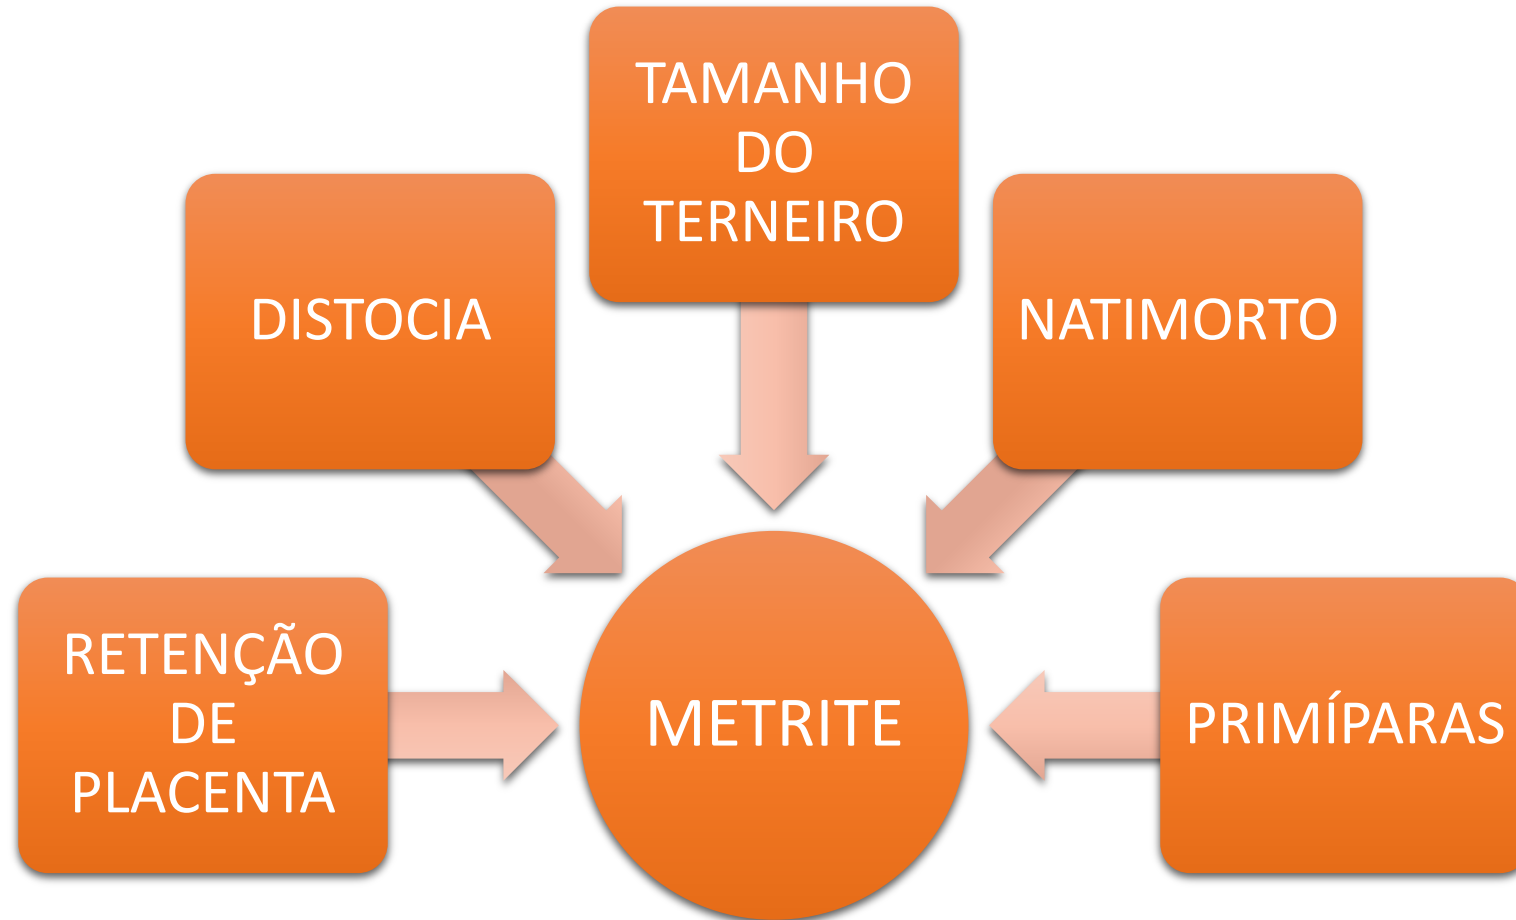 TAMANHO
DO
TERNEIRO
DISTOCIA
NATIMORTO
RETENÇÃO
DE
PLACENTA
METRITE
PRIMÍPARAS